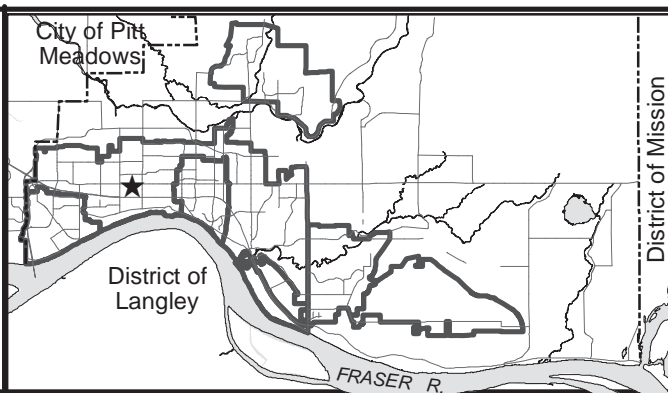 City of Pitt
Meadows
District of Mission
District of
Langley
FRASER R.